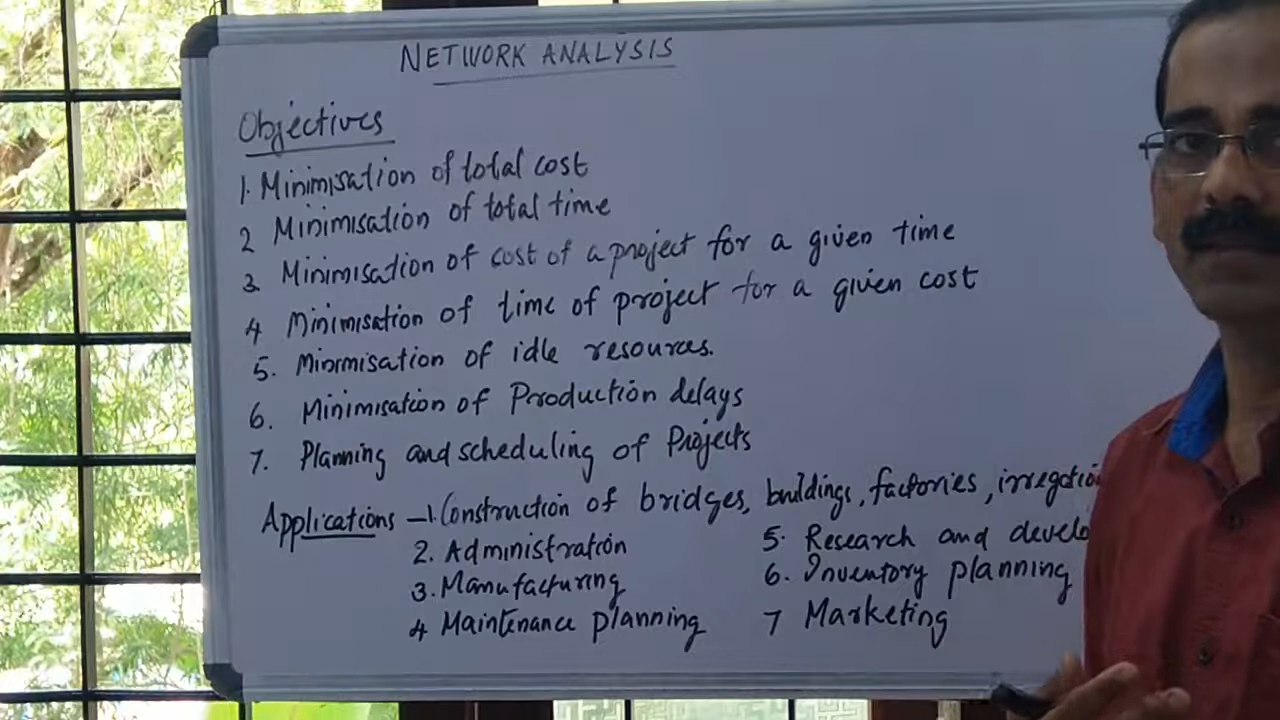 NETWORK ANALYSIS
Objectives
1. Minimisation of total cost
2 Minimisation of total time
3. Minimisation of cost of a project for a given time
4 Minimisation of time of project for a given cost
5. Minimisation of idle resources.
6. Minimisation of Production delays
7. Planning and scheduling of Projects
Applications – 1. Construction of bridges, buildings, factories,
2. Administration
3. Manufacturing
4 Maintenance planning
5. Research and
6. Inventory planning
7 Marketing